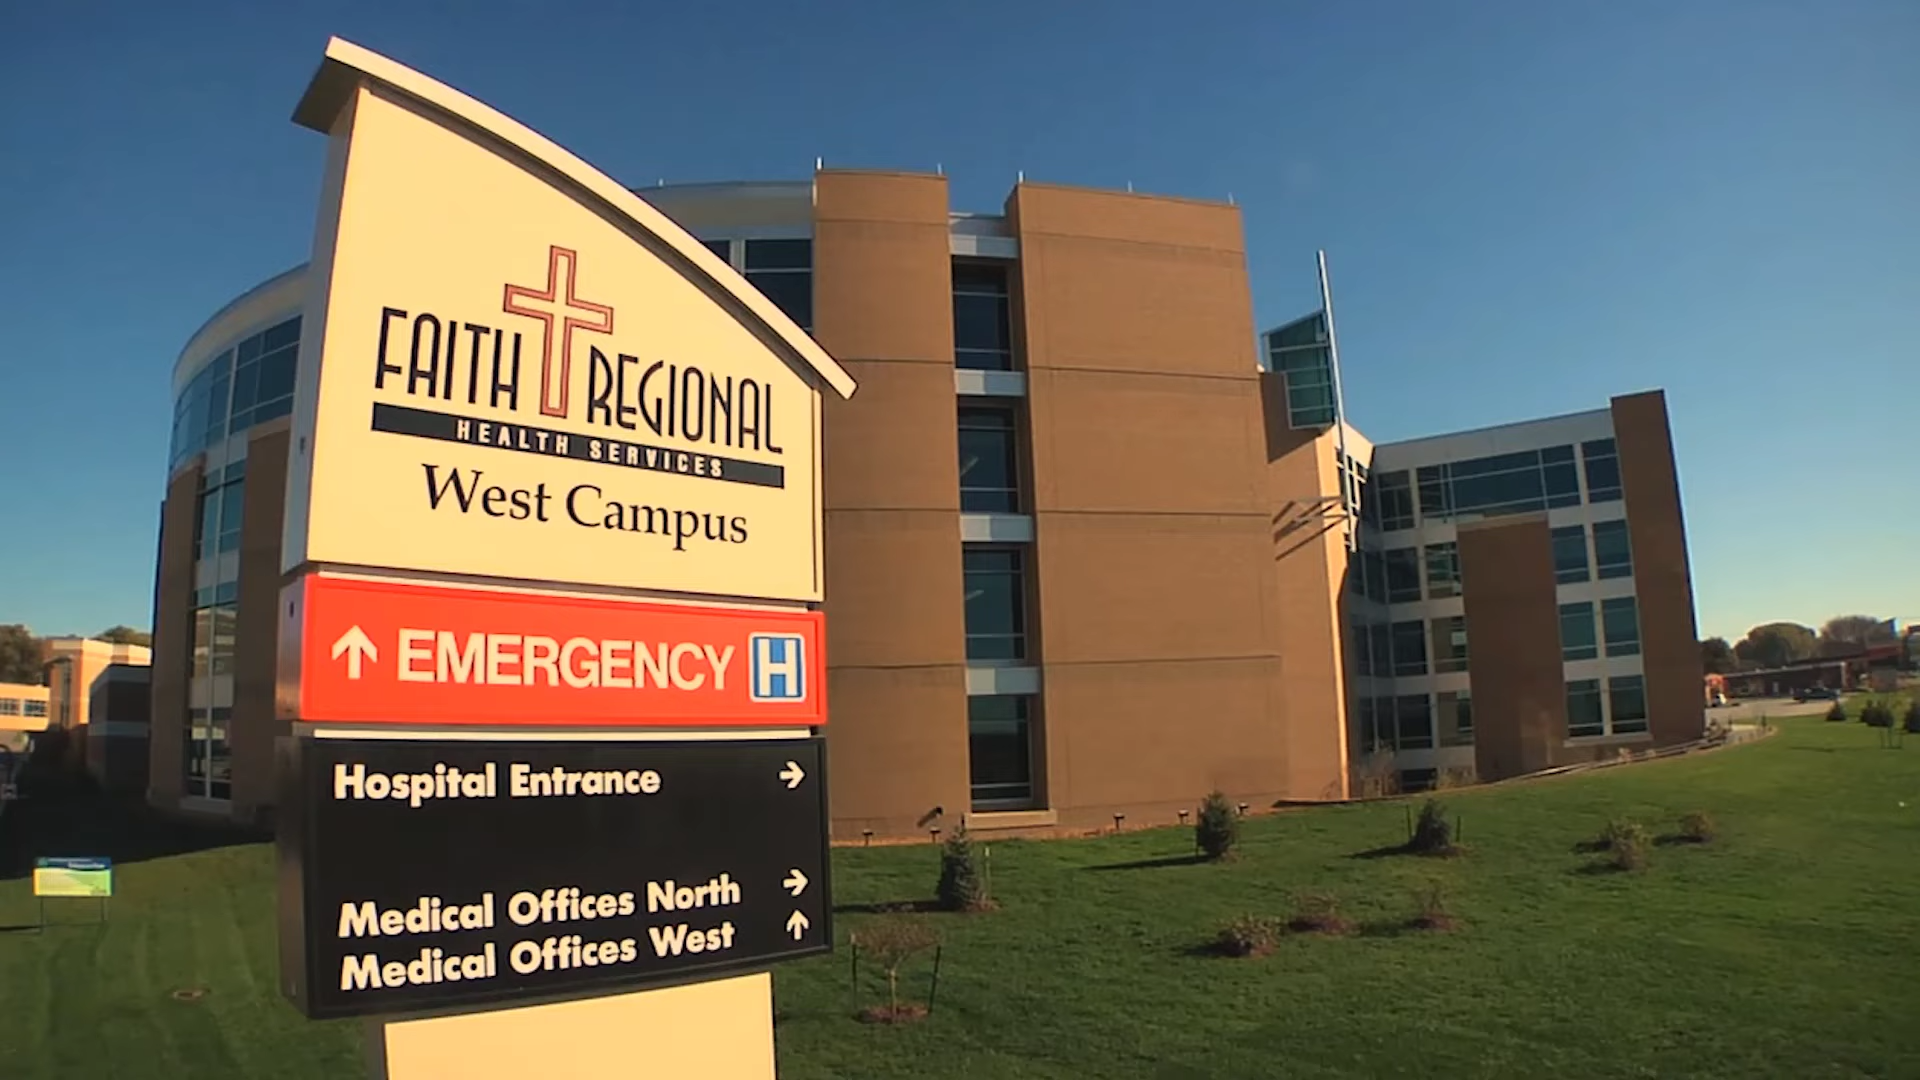 FAITH REGIONAL
HEALTH SERVICES
West Campus
↑ EMERGENCY H
Hospital Entrance →
Medical Offices North →
Medical Offices West ↑